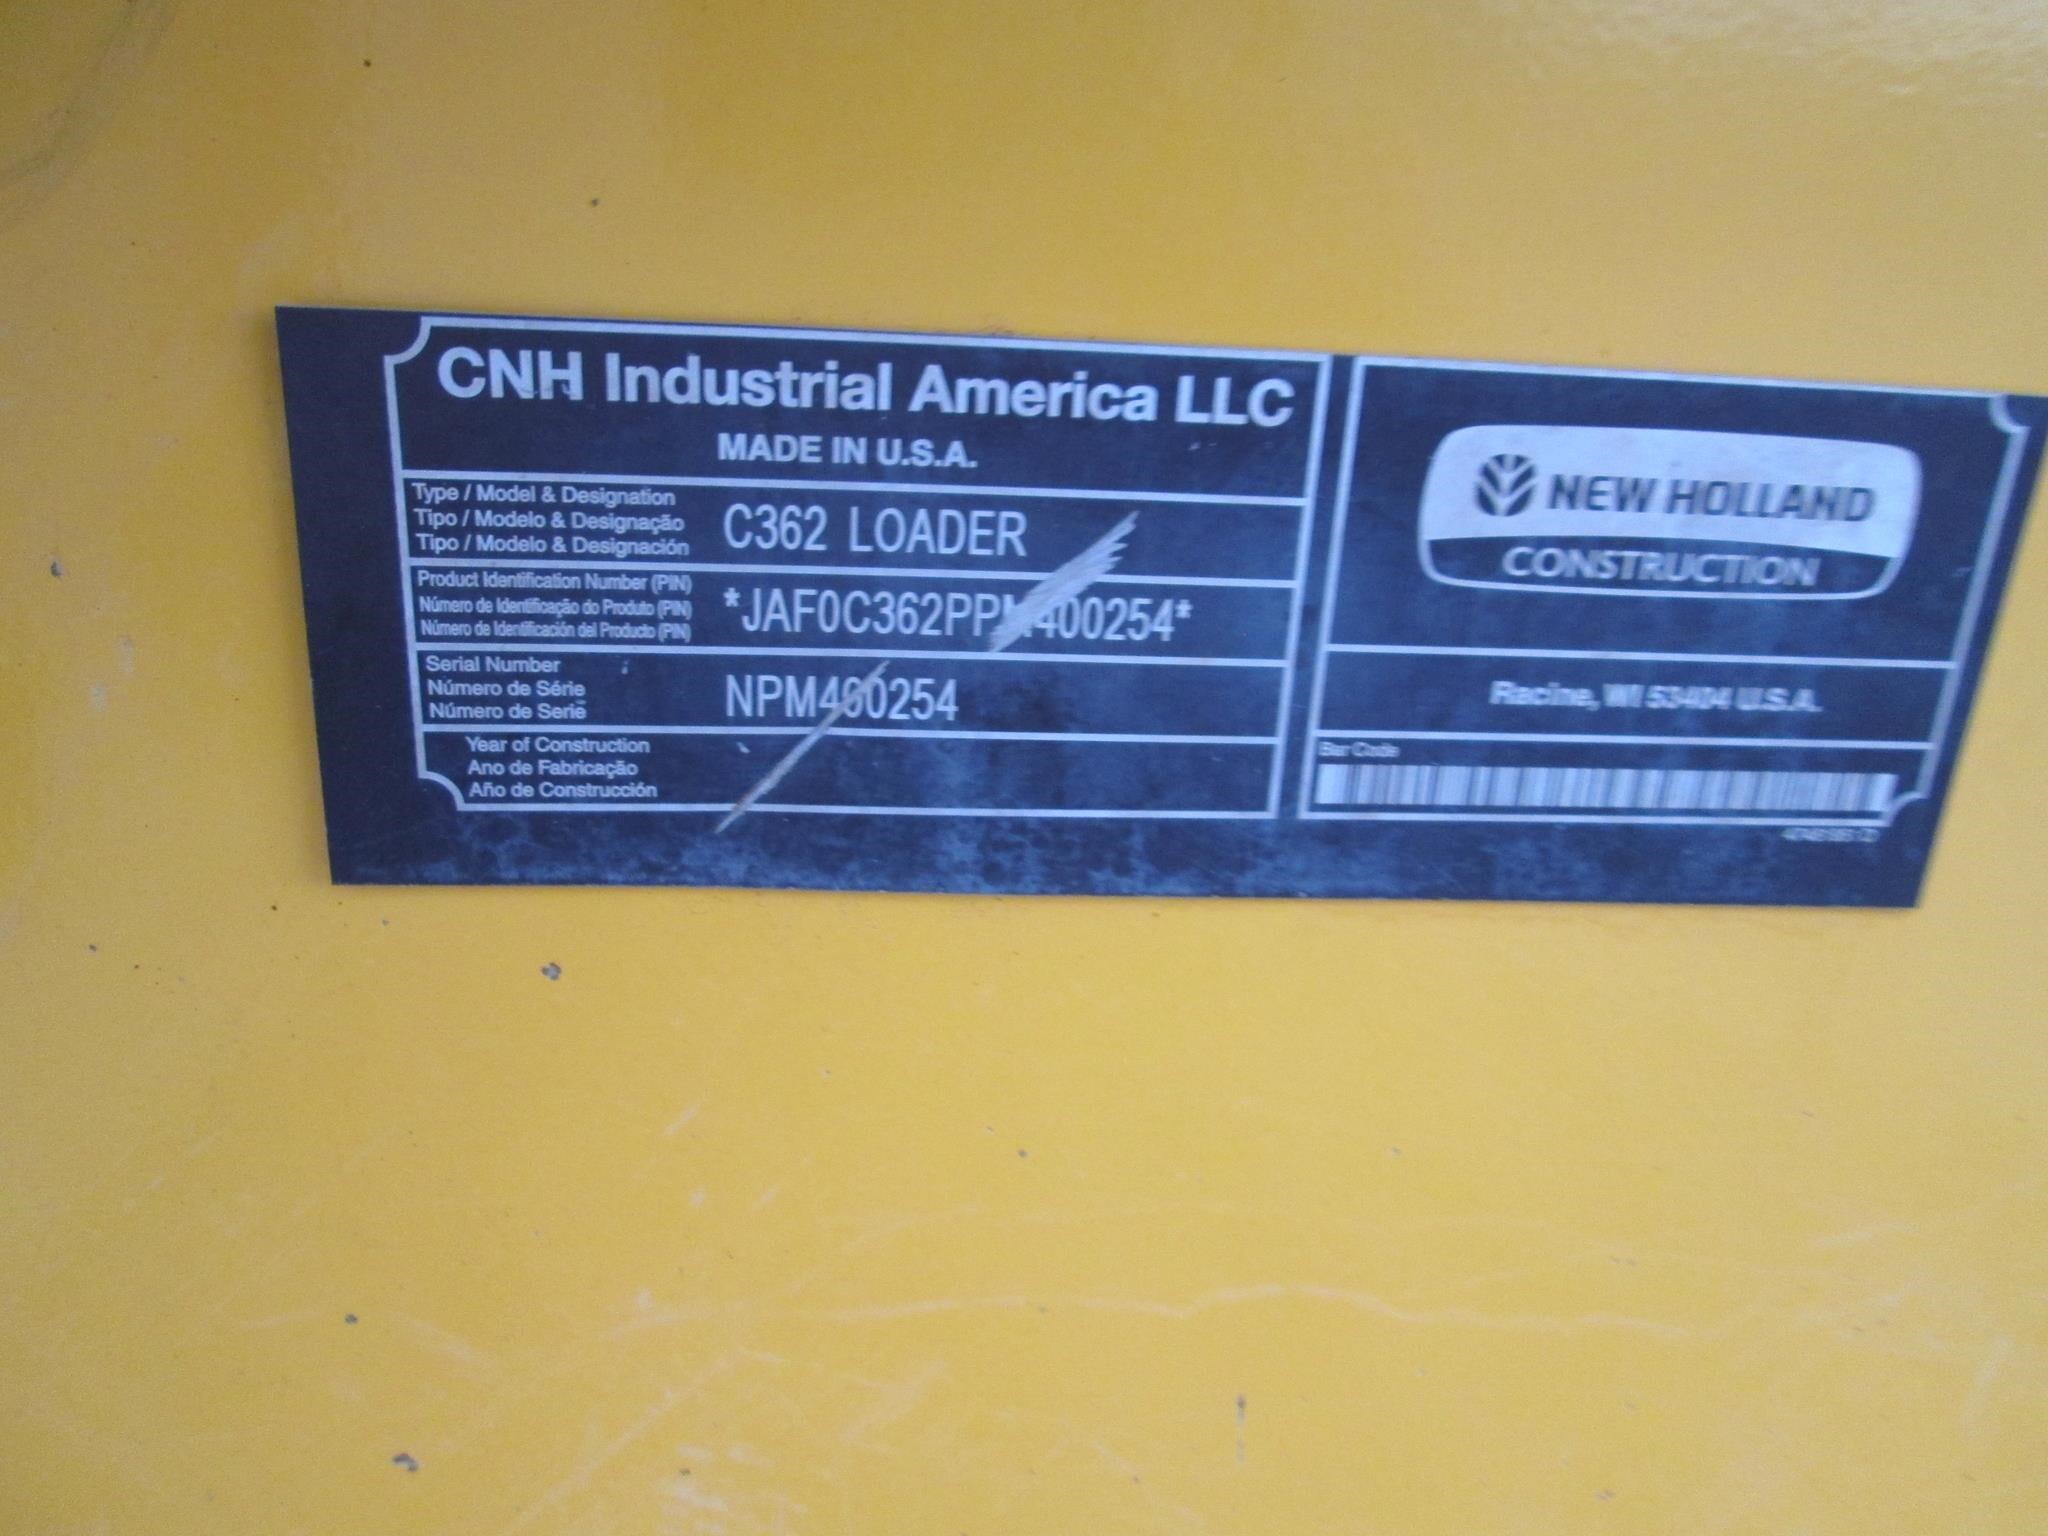 CNH Industrial America LLC
MADE IN U.S.A.
Type / Model & Designation
Tipo / Modelo & Designação
Tipo / Modelo & Designación
C362 LOADER
Product Identification Number (PIN)
Número de Identificação do Produto (PIN)
Número de Identificación del Producto (PIN)
*JAF0C362PPM400254*
Serial Number
Número de Série
Número de Serie
NPM400254
Year of Construction
Ano de Fabricação
Año de Construcción
NEW HOLLAND
CONSTRUCTION
Racine, WI 53404 U.S.A.
Bar Code